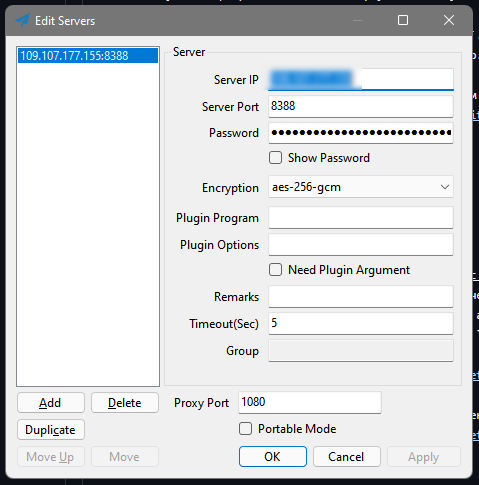 Edit Servers
109.107.177.155:8388
Server
Server IP
Server Port 8388
Password ●●●●●●●●●●●●●●●●●●●●●●●●●●●
Show Password
Encryption aes-256-gcm
Plugin Program
Plugin Options
Need Plugin Argument
Remarks
Timeout(Sec) 5
Group
Add Delete
Duplicate
Move Up Move
Proxy Port 1080
Portable Mode
OK Cancel Apply